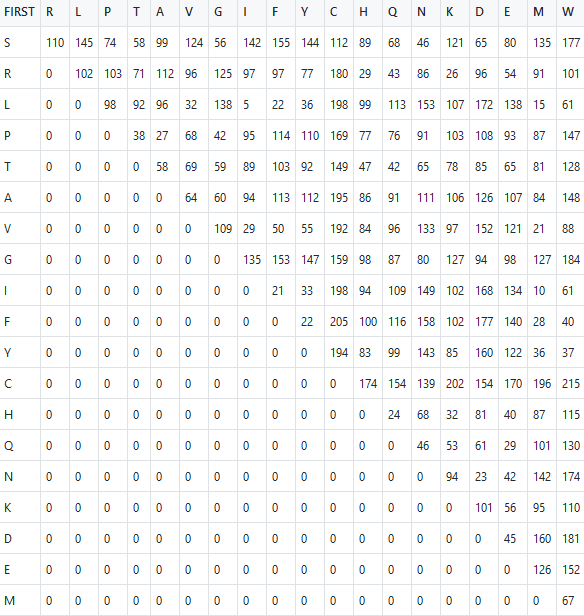 FIRST R L P T A V G I F Y C H Q N K D E M W
S 110 145 74 58 99 124 56 142 155 144 112 89 68 46 121 65 80 135 177
R 0 102 103 71 112 96 125 97 97 77 180 29 43 86 26 96 54 91 101
L 0 0 98 92 96 32 138 5 22 36 198 99 113 153 107 172 138 15 61
P 0 0 0 38 27 68 42 95 114 110 169 77 76 91 103 108 93 87 147
T 0 0 0 0 58 69 59 89 103 92 149 47 42 65 78 85 65 81 128
A 0 0 0 0 0 64 60 94 113 112 195 86 91 111 106 126 107 84 148
V 0 0 0 0 0 0 109 29 50 55 192 84 96 133 97 152 121 21 88
G 0 0 0 0 0 0 0 135 153 147 159 98 87 80 127 94 98 127 184
I 0 0 0 0 0 0 0 0 21 33 198 94 109 149 102 168 134 10 61
F 0 0 0 0 0 0 0 0 0 22 205 100 116 158 102 177 140 28 40
Y 0 0 0 0 0 0 0 0 0 0 194 83 99 143 85 160 122 36 37
C 0 0 0 0 0 0 0 0 0 0 0 174 154 139 202 154 170 196 215
H 0 0 0 0 0 0 0 0 0 0 0 0 24 68 32 81 40 87 115
Q 0 0 0 0 0 0 0 0 0 0 0 0 0 46 53 61 29 101 130
N 0 0 0 0 0 0 0 0 0 0 0 0 0 0 94 23 42 142 174
K 0 0 0 0 0 0 0 0 0 0 0 0 0 0 0 101 56 95 110
D 0 0 0 0 0 0 0 0 0 0 0 0 0 0 0 0 45 160 181
E 0 0 0 0 0 0 0 0 0 0 0 0 0 0 0 0 0 126 152
M 0 0 0 0 0 0 0 0 0 0 0 0 0 0 0 0 0 0 67